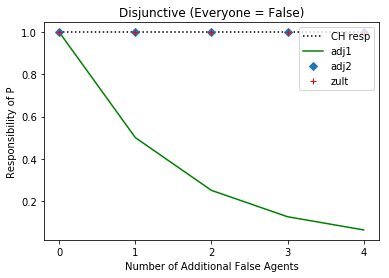 Disjunctive (Everyone = False)
1.0
0.8
0.6
0.4
0.2
Responsibility of P
CH resp
adj1
adj2
zult
0 1 2 3 4
Number of Additional False Agents